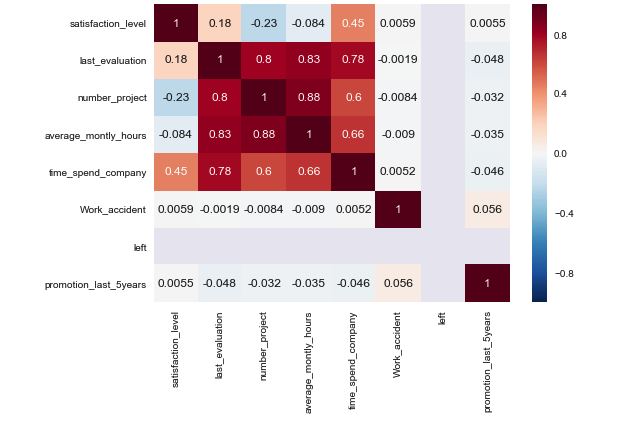 satisfaction_level 1 0.18 -0.23 -0.084 0.45 0.0059 0.0055
last_evaluation 0.18 1 0.8 0.83 0.78 -0.0019 -0.048
number_project -0.23 0.8 1 0.88 0.6 -0.0084 -0.032
average_montly_hours -0.084 0.83 0.88 1 0.66 -0.009 -0.035
time_spend_company 0.45 0.78 0.6 0.66 1 0.0052 -0.046
Work_accident 0.0059 -0.0019 -0.0084 -0.009 0.0052 1 0.056
left
promotion_last_5years 0.0055 -0.048 -0.032 -0.035 -0.046 0.056 1
satisfaction_level
last_evaluation
number_project
average_montly_hours
time_spend_company
Work_accident
left
promotion_last_5years
0.8
0.4
0.0
−0.4
−0.8